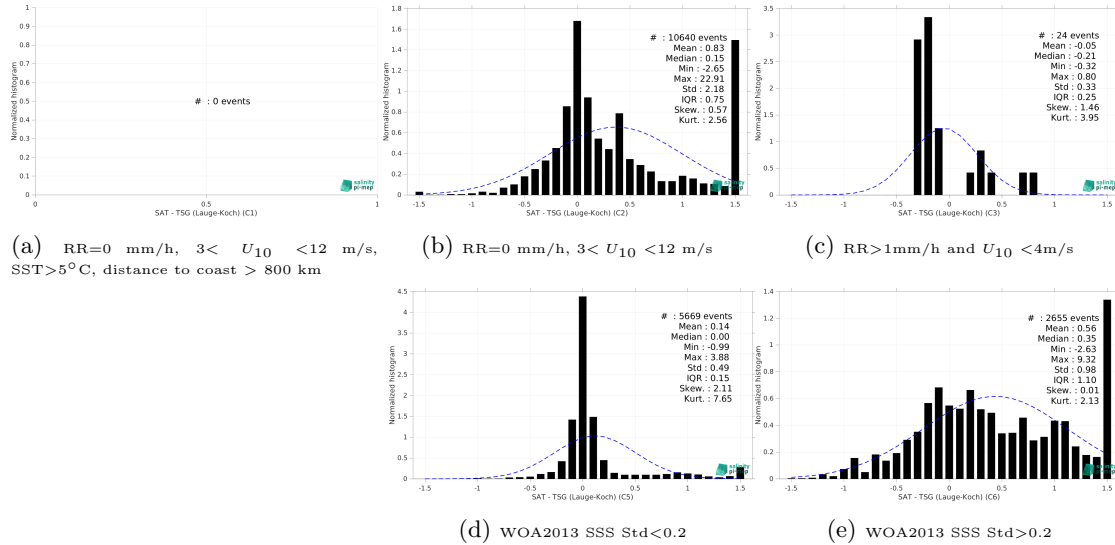 Normalized histogram
1
0.9
0.8
0.7
0.6
0.5
0.4
0.3
0.2
0.1
0
# : 0 events
salinity
pi-mep
0 0.5 1
SAT - TSG (Lauge-Koch) (C1)
(a) RR=0 mm/h, 3< U10 <12 m/s,
SST>5°C, distance to coast > 800 km
Normalized histogram
1.8
1.6
1.4
1.2
1
0.8
0.6
0.4
0.2
0
# : 10640 events
Mean : 0.83
Median : 0.15
Min : -2.65
Max : 22.91
Std : 2.18
IQR : 0.75
Skew. : 0.57
Kurt. : 2.56
salinity
pi-mep
-1.5 -1 -0.5 0 0.5 1 1.5
SAT - TSG (Lauge-Koch) (C2)
(b) RR=0 mm/h, 3< U10 <12 m/s
Normalized histogram
3.5
3
2.5
2
1.5
1
0.5
0
# : 24 events
Mean : -0.05
Median : -0.21
Min : -0.32
Max : 0.80
Std : 0.33
IQR : 0.25
Skew. : 1.46
Kurt. : 3.95
salinity
pi-mep
-1.5 -1 -0.5 0 0.5 1 1.5
SAT - TSG (Lauge-Koch) (C3)
(c) RR>1mm/h and U10 <4m/s
Normalized histogram
4.5
4
3.5
3
2.5
2
1.5
1
0.5
0
# : 5669 events
Mean : 0.14
Median : 0.00
Min : -0.99
Max : 3.88
Std : 0.49
IQR : 0.15
Skew. : 2.11
Kurt. : 7.65
salinity
pi-mep
-1.5 -1 -0.5 0 0.5 1 1.5
SAT - TSG (Lauge-Koch) (C5)
(d) WOA2013 SSS Std<0.2
Normalized histogram
1.4
1.2
1
0.8
0.6
0.4
0.2
0
# : 2655 events
Mean : 0.56
Median : 0.35
Min : -2.63
Max : 9.32
Std : 0.98
IQR : 1.10
Skew. : 0.01
Kurt. : 2.13
salinity
pi-mep
-1.5 -1 -0.5 0 0.5 1 1.5
SAT - TSG (Lauge-Koch) (C6)
(e) WOA2013 SSS Std>0.2